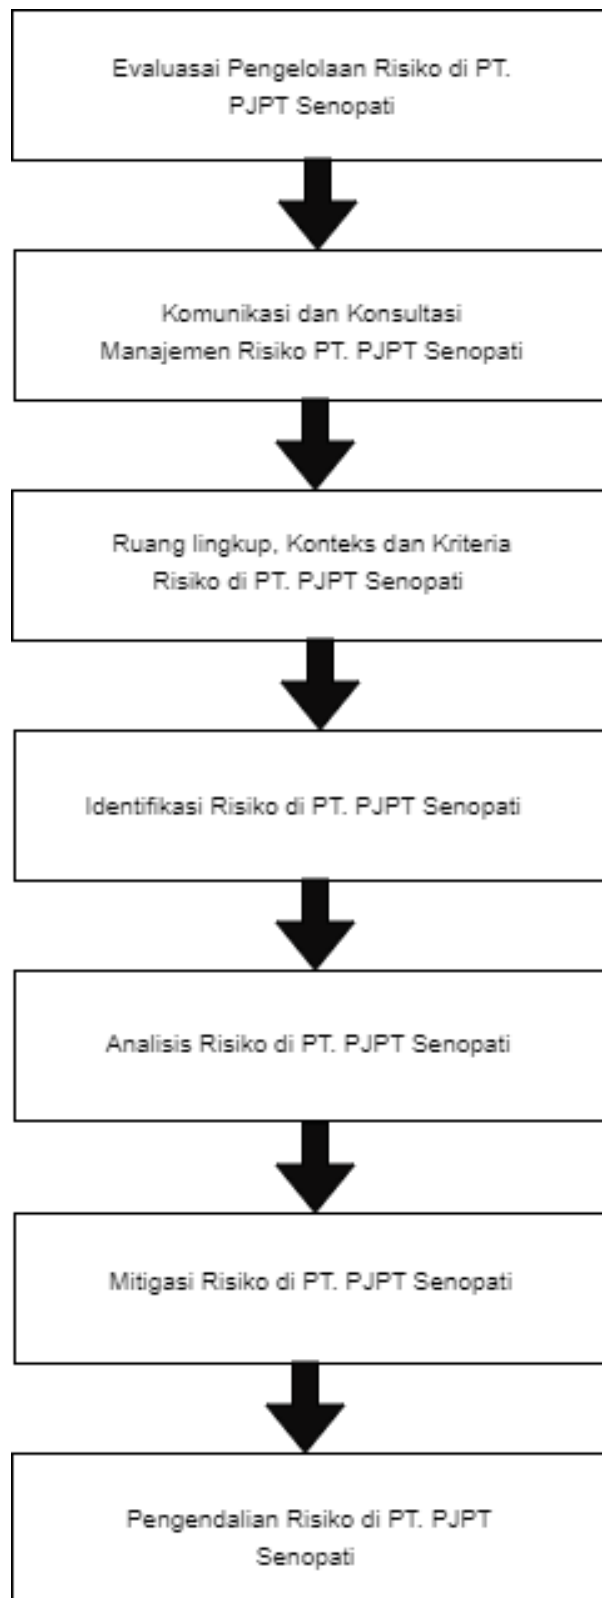 Evaluasai Pengelolaan Risiko di PT.
PJPT Senopati
Komunikasi dan Konsultasi
Manajemen Risiko PT. PJPT Senopati
Ruang lingkup, Konteks dan Kriteria
Risiko di PT. PJPT Senopati
Identifikasi Risiko di PT. PJPT Senopati
Analisis Risiko di PT. PJPT Senopati
Mitigasi Risiko di PT. PJPT Senopati
Pengendalian Risiko di PT. PJPT
Senopati